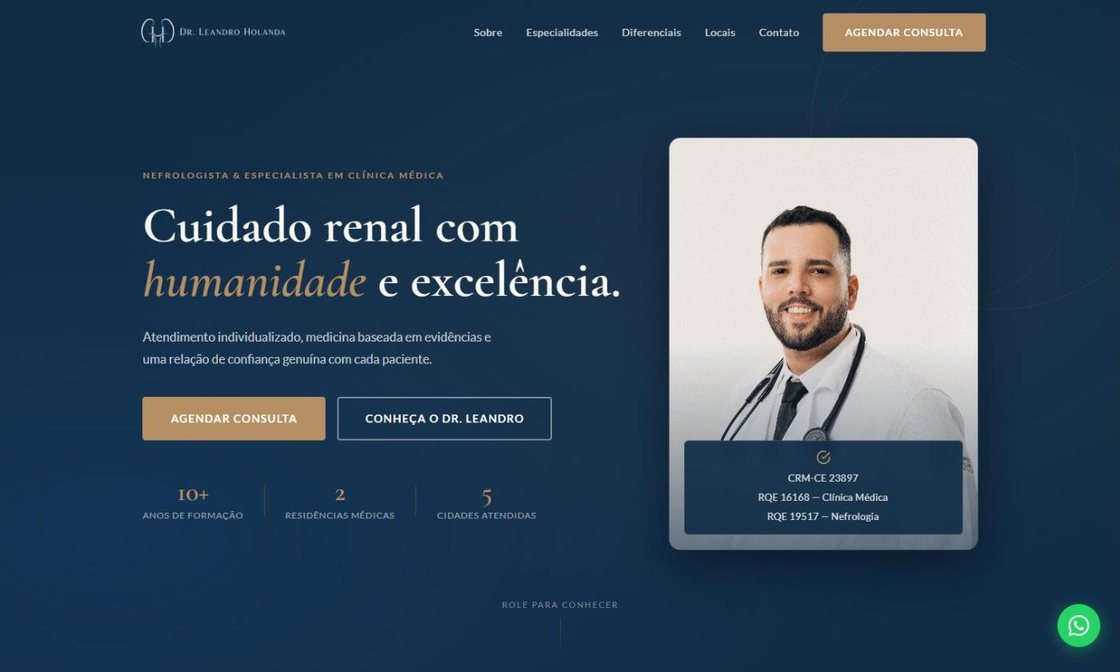 DR. LEANDRO HOLANDA
Sobre
Especialidades
Diferenciais
Locais
Contato
AGENDAR CONSULTA
NEFROLOGISTA & ESPECIALISTA EM CLÍNICA MÉDICA
Cuidado renal com
humanidade e excelência.
Atendimento individualizado, medicina baseada em evidências e
uma relação de confiança genuína com cada paciente.
AGENDAR CONSULTA
CONHEÇA O DR. LEANDRO
10+
ANOS DE FORMAÇÃO
2
RESIDÊNCIAS MÉDICAS
5
CIDADES ATENDIDAS
CRM-CE 23897
RQE 16168 — Clínica Médica
RQE 19517 — Nefrologia
ROLE PARA CONHECER